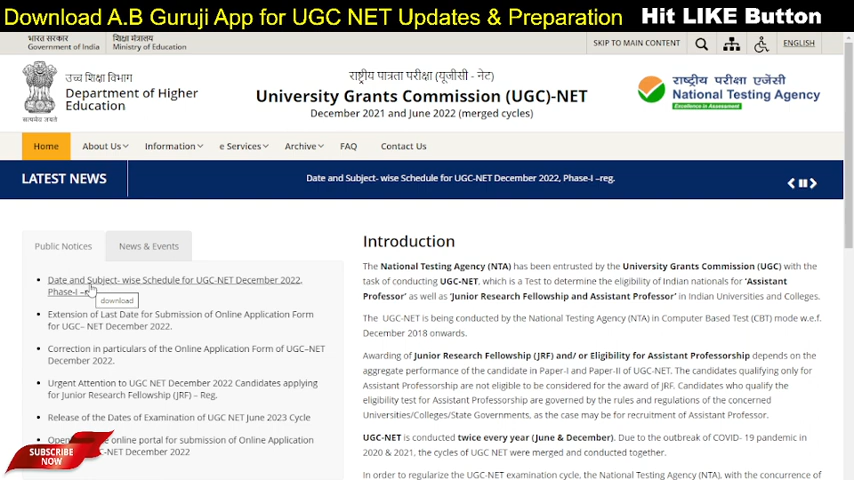 Download A.B Guruji App for UGC NET Updates & Preparation Hit LIKE Button
भारत सरकार
Government of India
शिक्षा मंत्रालय
Ministry of Education
SKIP TO MAIN CONTENT
ENGLISH
सत्यमेव जयते
उच्च शिक्षा विभाग
Department of Higher
Education
राष्ट्रीय पात्रता परीक्षा (यूजीसी - नेट)
University Grants Commission (UGC)-NET
December 2021 and June 2022 (merged cycles)
राष्ट्रीय परीक्षा एजेंसी
National Testing Agency
Excellence in Assessment
Home About Us Information e Services Archive FAQ Contact Us
LATEST NEWS
Date and Subject- wise Schedule for UGC-NET December 2022, Phase-I –reg.
Public Notices News & Events
Date and Subject- wise Schedule for UGC-NET December 2022,
Phase-I
download
Extension of Last Date for Submission of Online Application Form
for UGC– NET December 2022.
Correction in particulars of the Online Application Form of UGC–NET
December 2022.
Urgent Attention to UGC NET December 2022 Candidates applying
for Junior Research Fellowship (JRF) – Reg.
Release of the Dates of Examination of UGC NET June 2023 Cycle
online portal for submission of Online Application
C-NET December 2022
SUBSCRIBE
NOW
Introduction
The National Testing Agency (NTA) has been entrusted by the University Grants Commission (UGC) with the
task of conducting UGC-NET, which is a Test to determine the eligibility of Indian nationals for 'Assistant
Professor' as well as 'Junior Research Fellowship and Assistant Professor' in Indian Universities and Colleges.
The UGC-NET is being conducted by the National Testing Agency (NTA) in Computer Based Test (CBT) mode w.e.f.
December 2018 onwards.
Awarding of Junior Research Fellowship (JRF) and/ or Eligibility for Assistant Professorship depends on the
aggregate performance of the candidate in Paper-I and Paper-II of UGC-NET. The candidates qualifying only for
Assistant Professorship are not eligible to be considered for the award of JRF. Candidates who qualify the
eligibility test for Assistant Professorship are governed by the rules and regulations of the concerned
Universities/Colleges/State Governments, as the case may be for recruitment of Assistant Professor.
UGC-NET is conducted twice every year (June & December). Due to the outbreak of COVID- 19 pandemic in
2020 & 2021, the cycles of UGC NET were merged and conducted together.
In order to regularize the UGC-NET examination cycle, the National Testing Agency (NTA), with the concurrence of